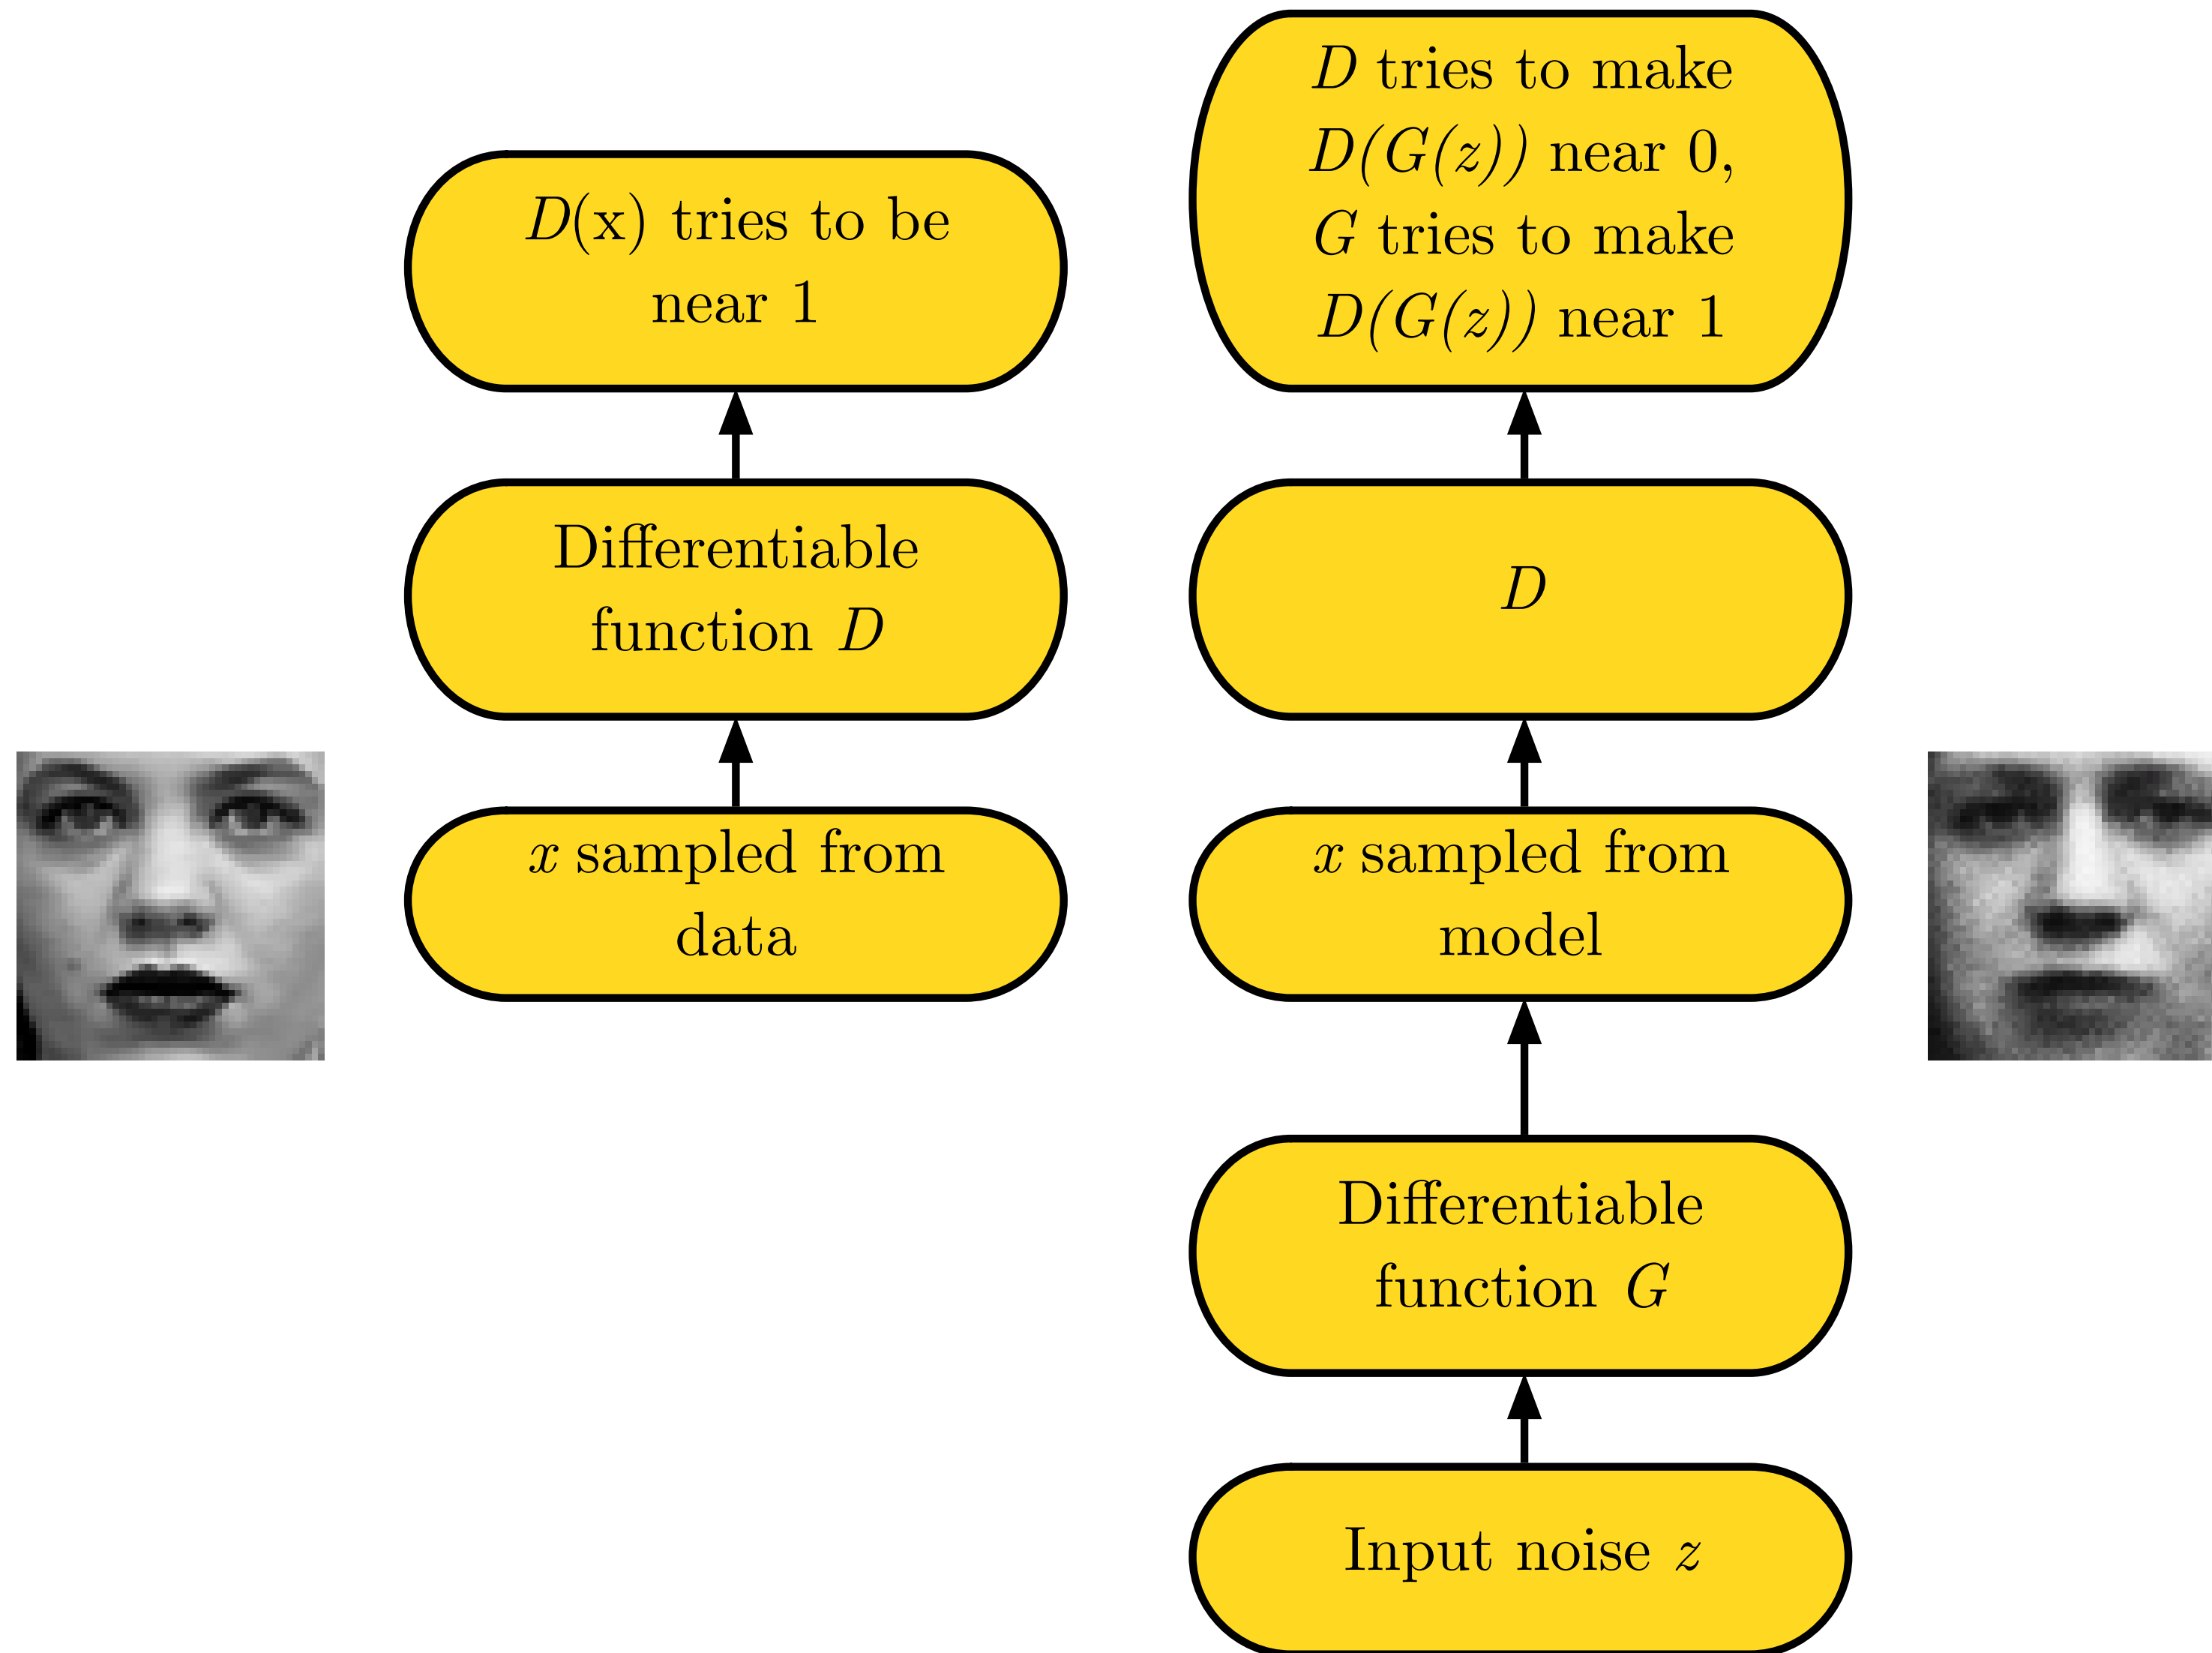 D(x) tries to be
near 1
Differentiable
function D
x sampled from
data
D tries to make
D(G(z)) near 0,
G tries to make
D(G(z)) near 1
D
x sampled from
model
Differentiable
function G
Input noise z